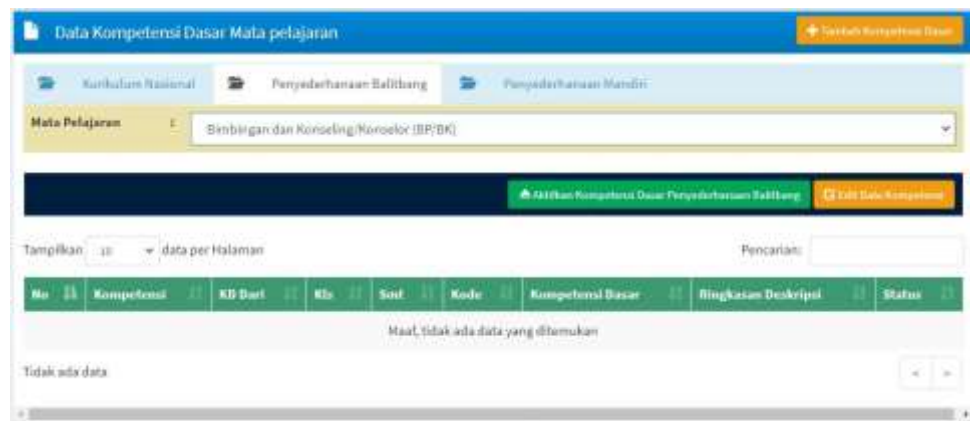 Data Kompetensi Dasar Mata pelajaran
Tambah Kompetensi Dasar
Kurikulum Nasional
Penyederhanaan Balitbang
Penyederhanaan Mandiri
Mata Pelajaran :
Bimbingan dan Konseling/Konselor (BP/BK)
Aktifkan Kompetensi Dasar Penyederhanaan Balitbang
Edit Data Kompetensi
Tampilkan 10 data per Halaman
Pencarian:
No Kompetensi KD Dari Kls Smt Kode Kompetensi Dasar Ringkasan Deskripsi Status
Maaf, tidak ada data yang ditemukan
Tidak ada data